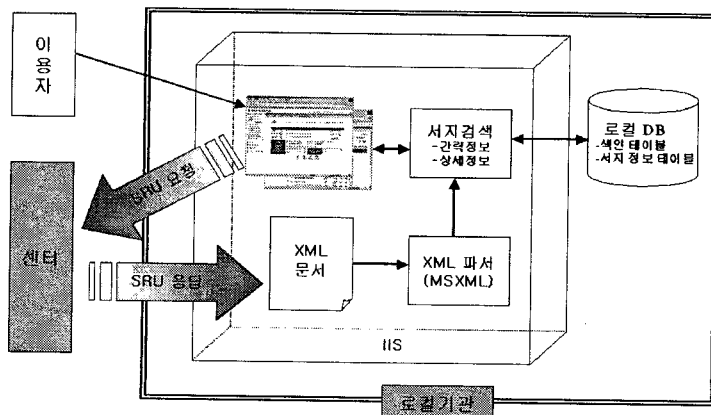 이
용
자
서지검색
-간략정보
-상세정보
로컬 DB
-색인 테이블
-서지 정보 테이블
SRU 요청
센터
SRU 응답
XML
문서
XML 파서
(MSXML)
IIS
로컬기관